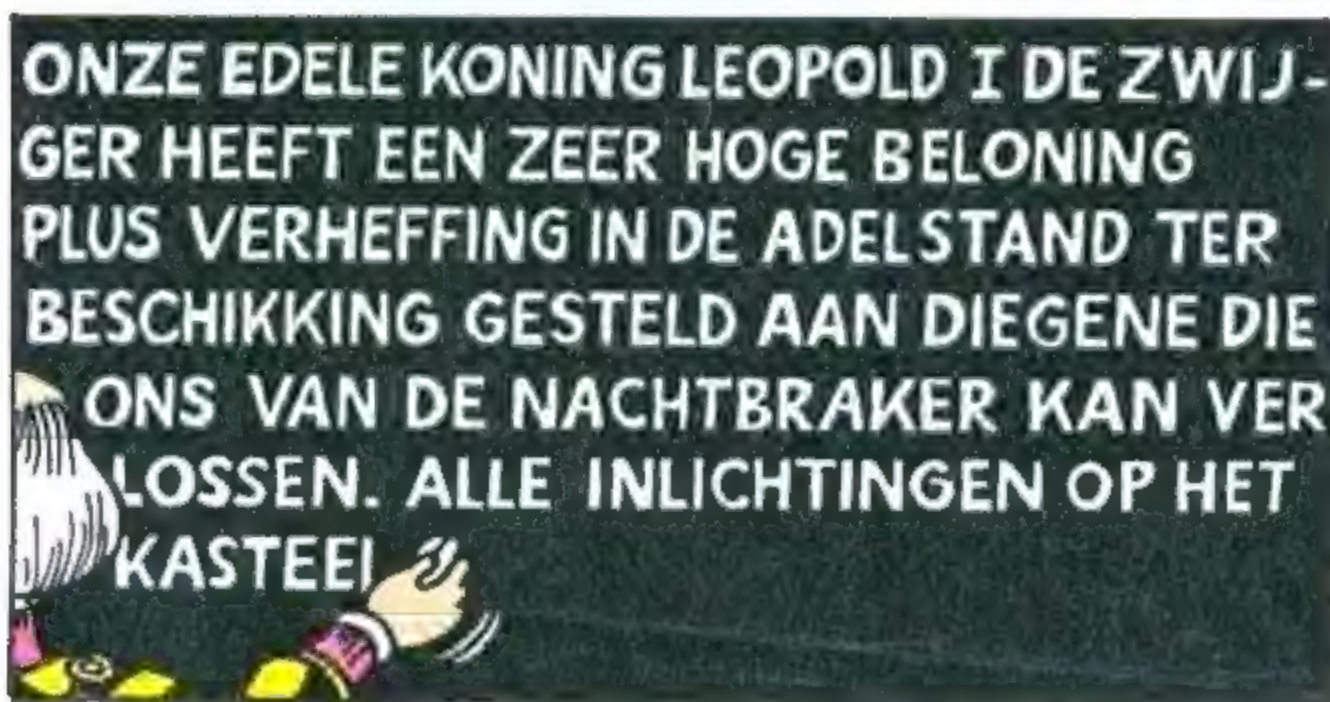 ONZE EDELE KONING LEOPOLD I DE ZWIJ-
GER HEEFT EEN ZEER HOGE BELONING
PLUS VERHEFFING IN DE ADELSTAND TER
BESCHIKKING GESTELD AAN DIEGENE DIE
ONS VAN DE NACHTBRAKER KAN VER
LOSSEN. ALLE INLICHTINGEN OP HET
KASTEEL